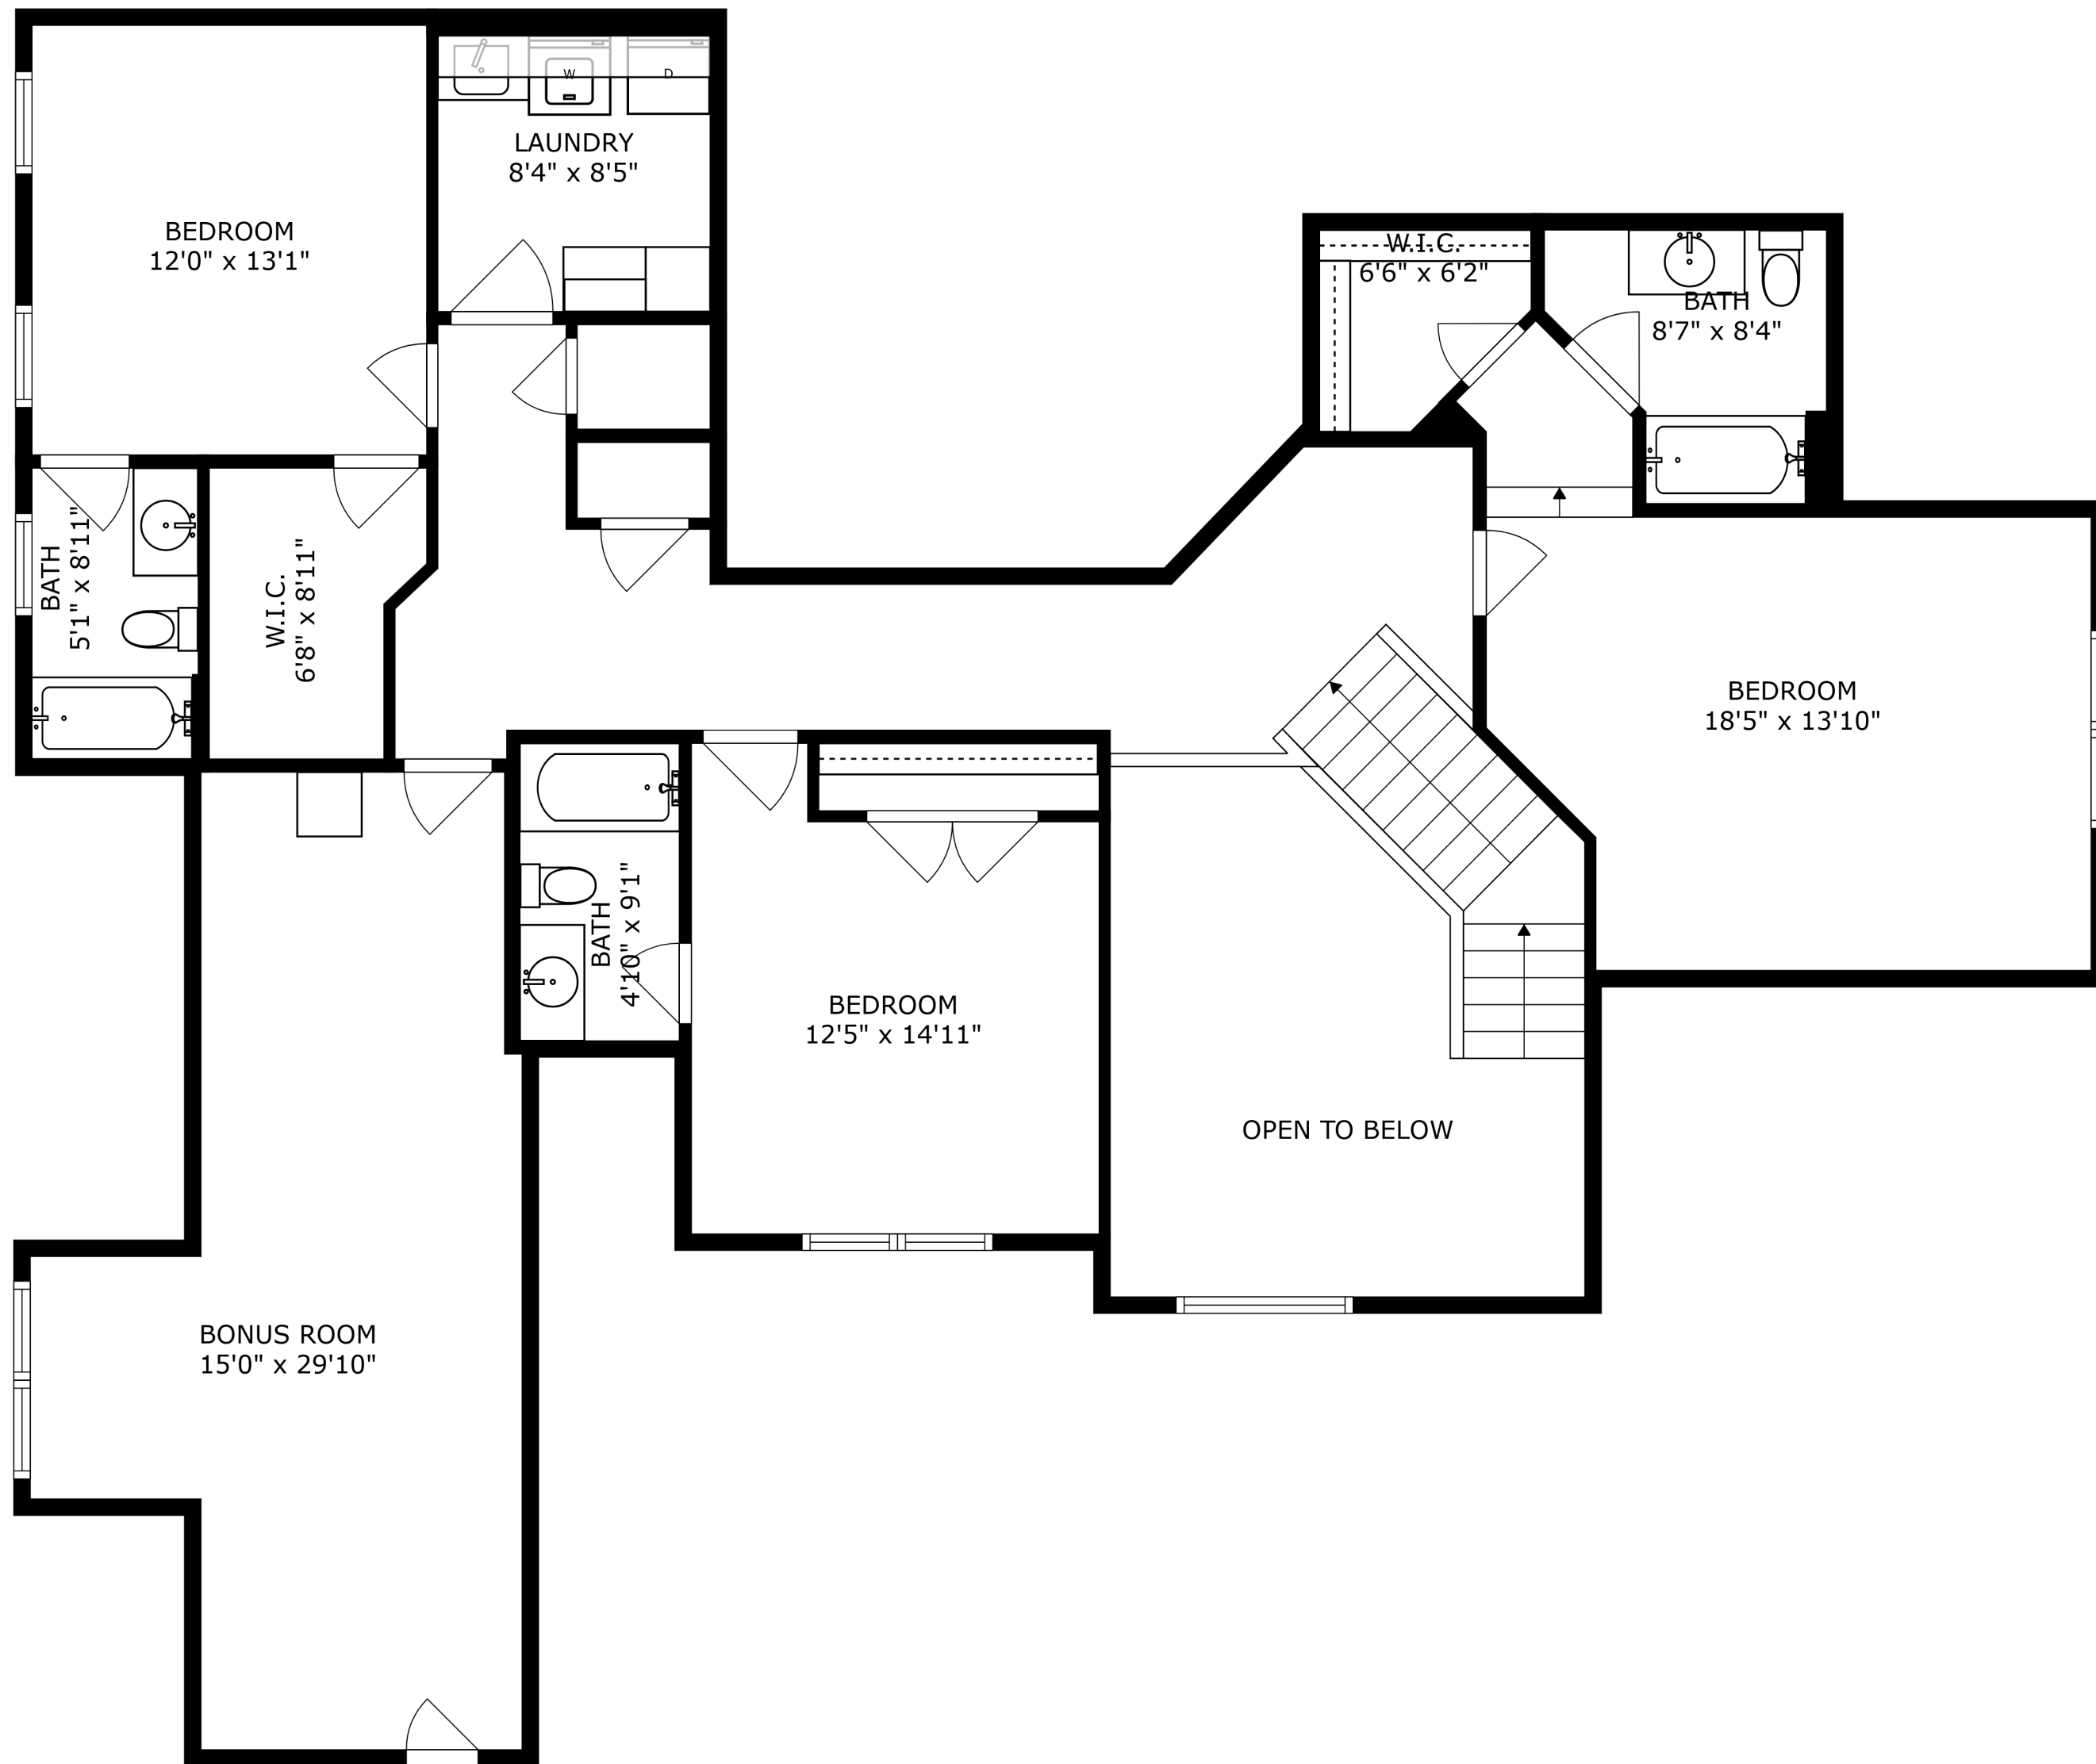 W
D
LAUNDRY
8'4" x 8'5"
BEDROOM
12'0" x 13'1"
W.I.C.
6'6" x 6'2"
BATH
8'7" x 8'4"
BATH
5'1" x 8'11"
W.I.C.
6'8" x 8'11"
BEDROOM
18'5" x 13'10"
BATH
4'10" x 9'1"
BEDROOM
12'5" x 14'11"
OPEN TO BELOW
BONUS ROOM
15'0" x 29'10"